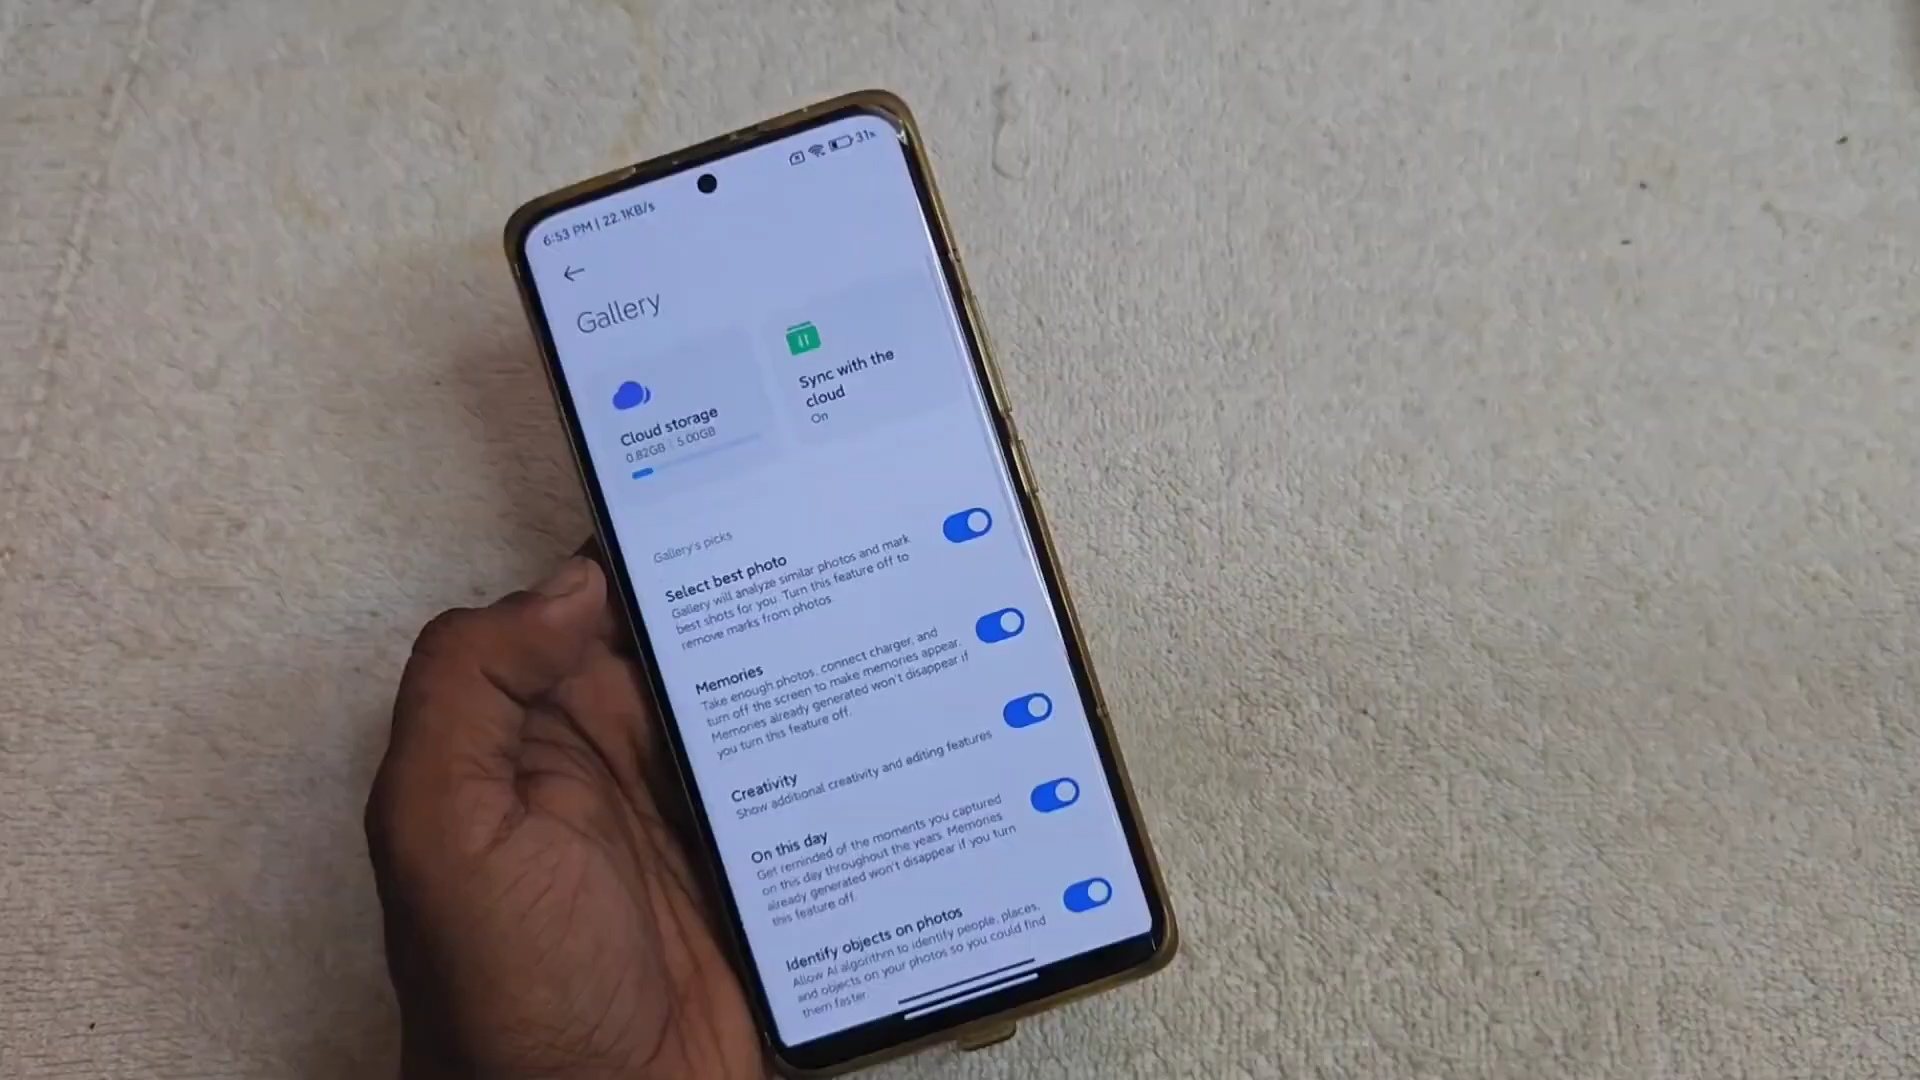 6:53 PM | 22.1KB/s
31%
Gallery
Cloud storage
0.82GB | 5.00GB
Sync with the
cloud
On
Gallery's picks
Select best photo
Gallery will analyze similar photos and mark
best shots for you. Turn this feature off to
remove marks from photos.
Memories
Take enough photos, connect charger, and
turn off the screen to make memories appear.
Memories already generated won't disappear if
you turn this feature off.
Creativity
Show additional creativity and editing features
On this day
Get reminded of the moments you captured
on this day throughout the years. Memories
already generated won't disappear if you turn
this feature off.
Identify objects on photos
Allow AI algorithm to identify people, places,
and objects on your photos so you could find
them faster.